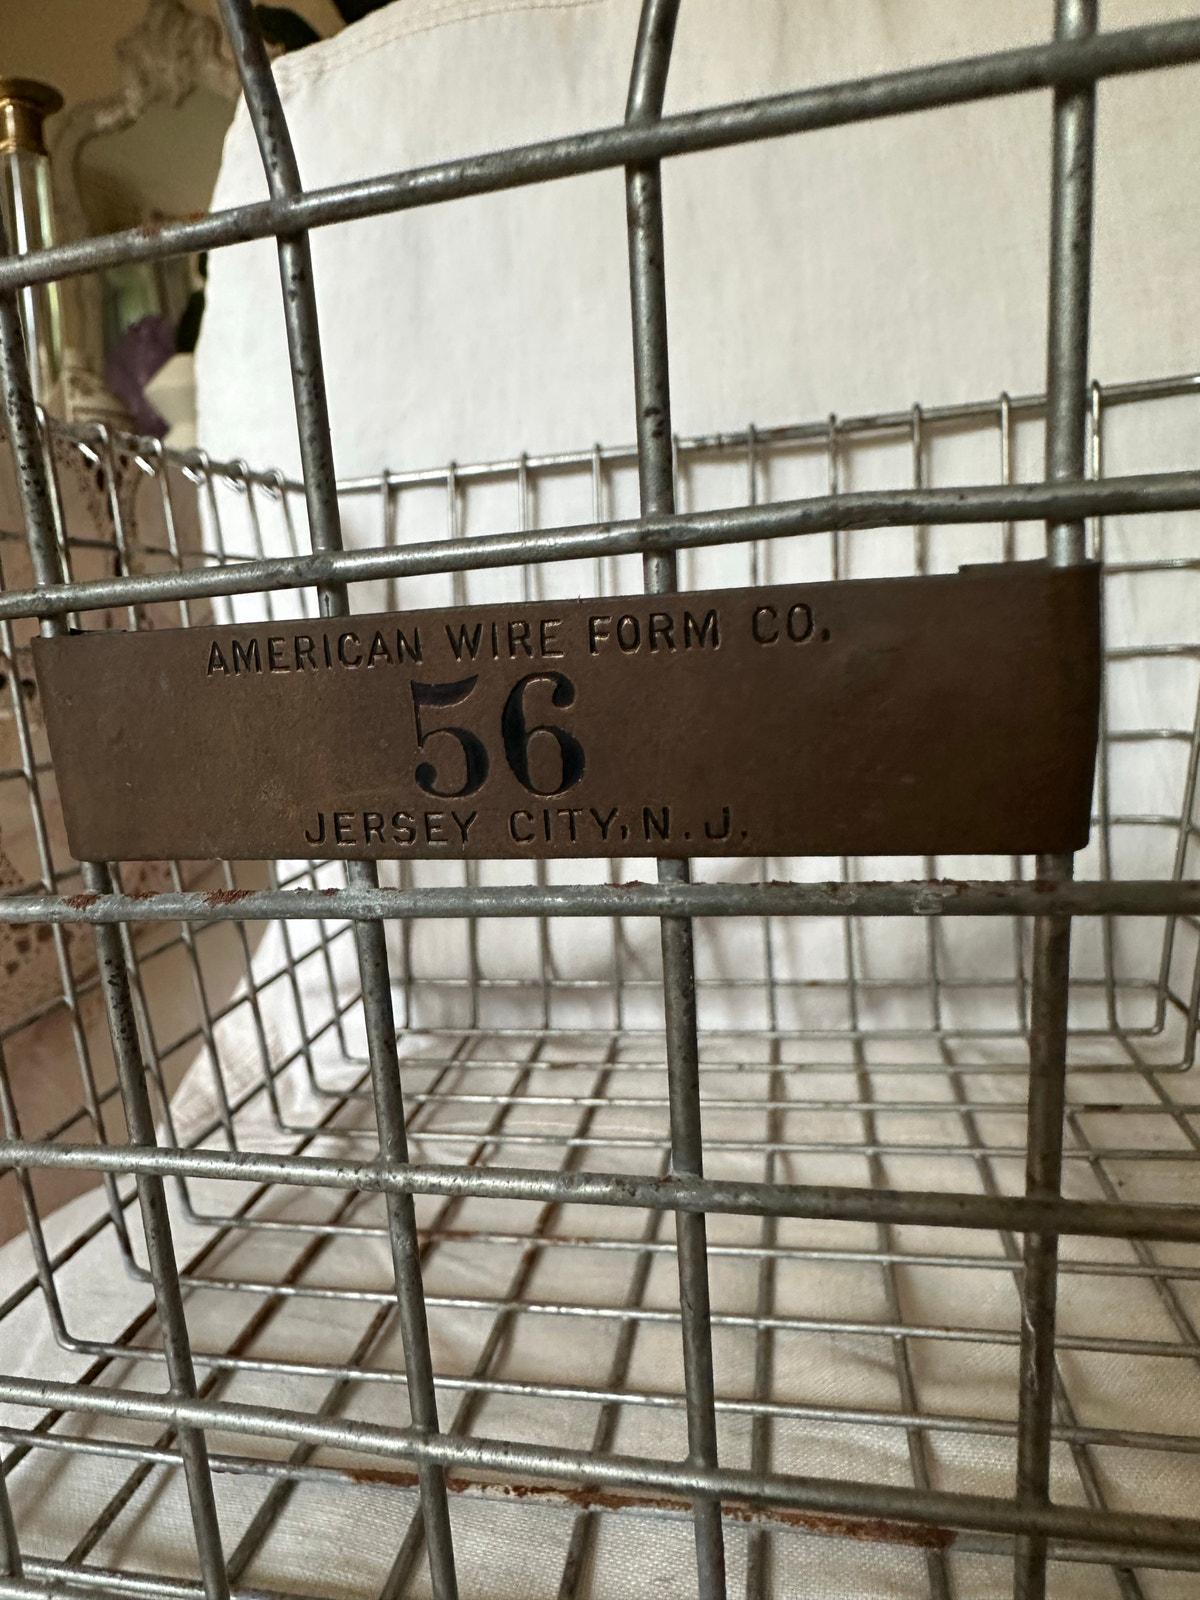 AMERICAN WIRE FORM CO.
56
JERSEY CITY, N.J.